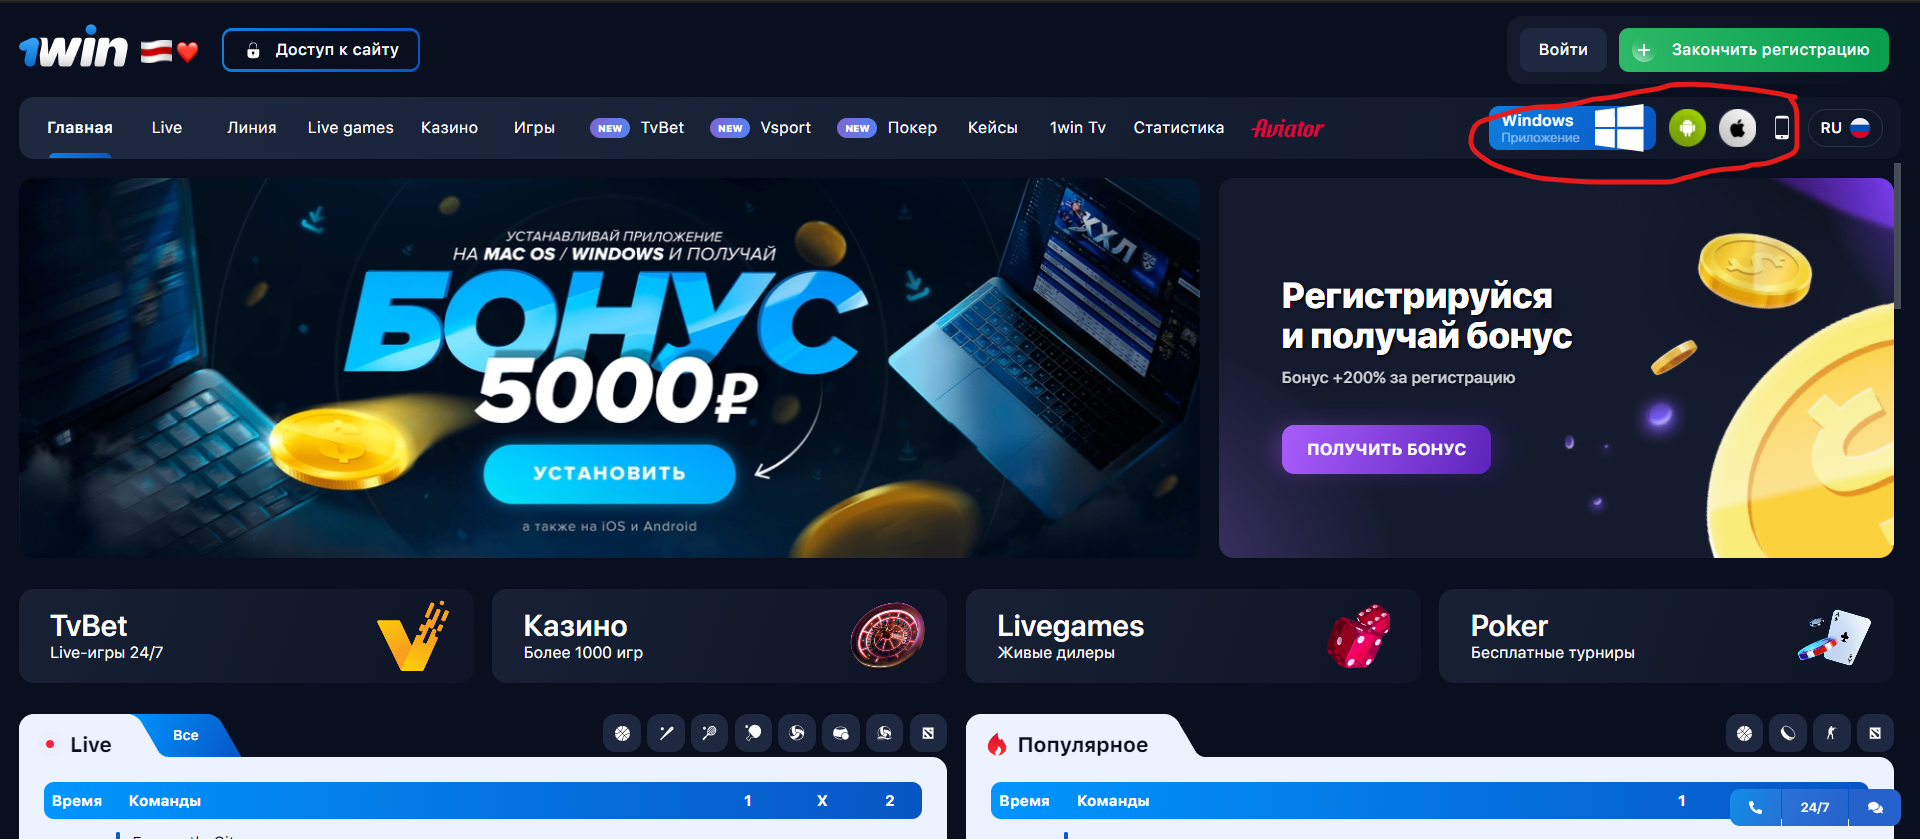 1win
Доступ к сайту
Войти
Закончить регистрацию
Главная
Live
Линия
Live games
Казино
Игры
NEW TvBet
NEW Vsport
NEW Покер
Кейсы
1win Tv
Статистика
Aviator
Windows
Приложение
RU
УСТАНАВЛИВАЙ ПРИЛОЖЕНИЕ
НА MAC OS / WINDOWS И ПОЛУЧАЙ
БОНУС
5000₽
УСТАНОВИТЬ
а также на iOS и Android
КХЛ
Регистрируйся
и получай бонус
Бонус +200% за регистрацию
ПОЛУЧИТЬ БОНУС
TvBet
Live-игры 24/7
Казино
Более 1000 игр
Livegames
Живые дилеры
Poker
Бесплатные турниры
Live
Все
Время Команды 1 X 2
Популярное
Время Команды 1
24/7